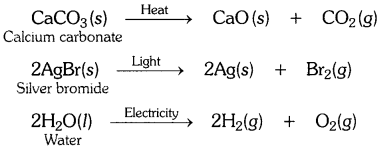 CaCO₃(s) Heat → CaO(s) + CO₂(g)
Calcium carbonate
2AgBr(s) Light → 2Ag(s) + Br₂(g)
Silver bromide
2H₂O(l) Electricity → 2H₂(g) + O₂(g)
Water